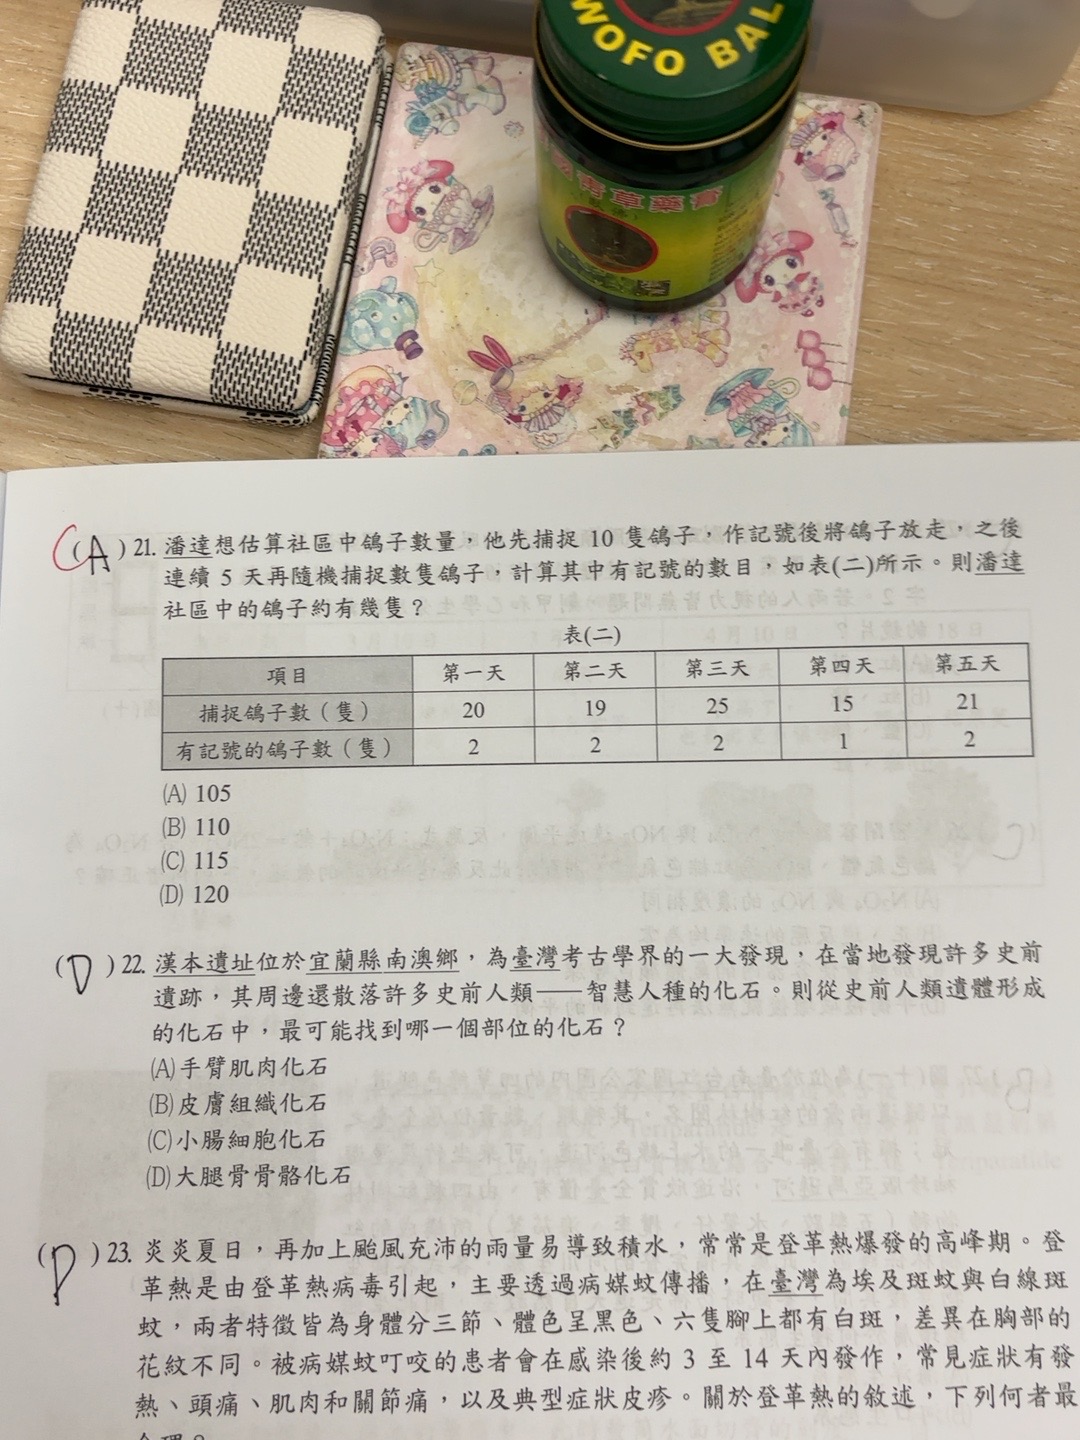 WOFO BAL
青草藥膏
C(A)21. 潘達想估算社區中鴿子數量，他先捕捉 10 隻鴿子，作記號後將鴿子放走，之後
連續 5 天再隨機捕捉數隻鴿子，計算其中有記號的數目，如表(二)所示。則潘達
社區中的鴿子約有幾隻？
表(二)
項目 第一天 第二天 第三天 第四天 第五天
捕捉鴿子數（隻） 20 19 25 15 21
有記號的鴿子數（隻） 2 2 2 1 2
(A) 105
(B) 110
(C) 115
(D) 120
(D)22. 漢本遺址位於宜蘭縣南澳鄉，為臺灣考古學界的一大發現，在當地發現許多史前
遺跡，其周邊還散落許多史前人類──智慧人種的化石。則從史前人類遺體形成
的化石中，最可能找到哪一個部位的化石？
(A)手臂肌肉化石
(B)皮膚組織化石
(C)小腸細胞化石
(D)大腿骨骨骼化石
(D)23. 炎炎夏日，再加上颱風充沛的雨量易導致積水，常常是登革熱爆發的高峰期。登
革熱是由登革熱病毒引起，主要透過病媒蚊傳播，在臺灣為埃及斑蚊與白線斑
蚊，兩者特徵皆為身體分三節、體色呈黑色、六隻腳上都有白斑，差異在胸部的
花紋不同。被病媒蚊叮咬的患者會在感染後約 3 至 14 天內發作，常見症狀有發
熱、頭痛、肌肉和關節痛，以及典型症狀皮疹。關於登革熱的敘述，下列何者最